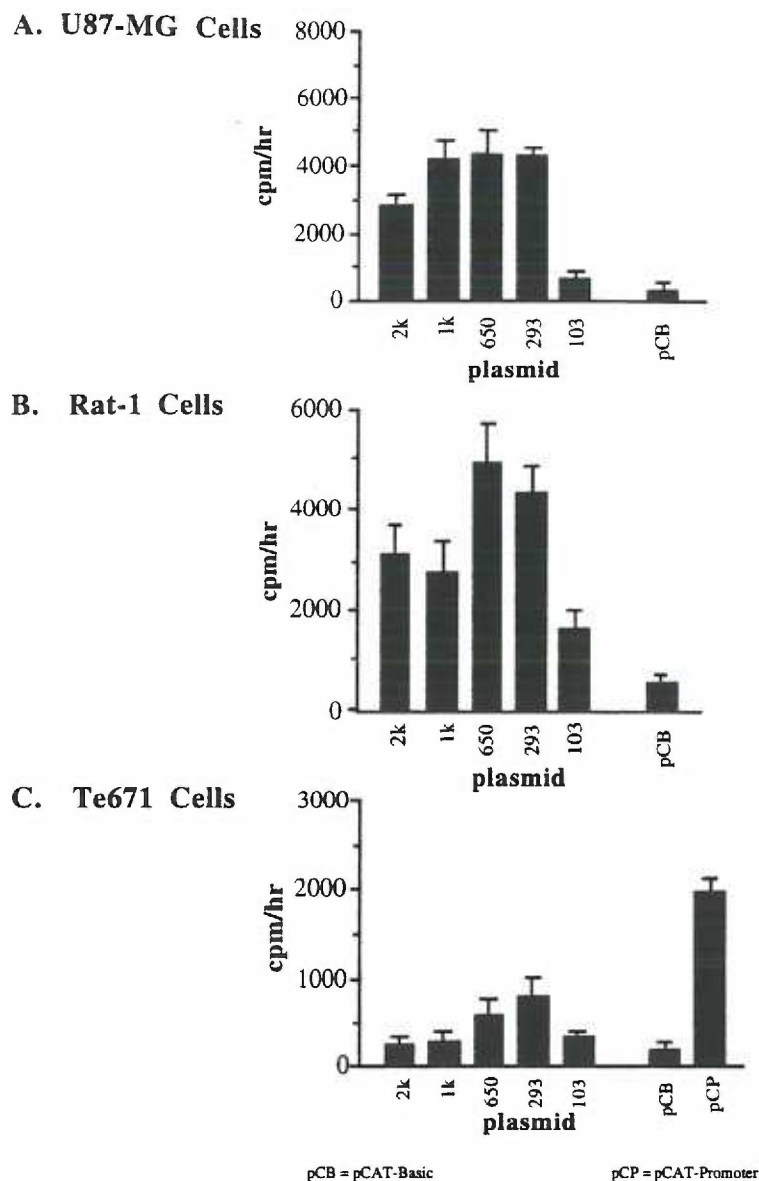 A. U87-MG Cells
8000
6000
4000
2000
0
cpm/hr
2k 1k 650 293 103 pCB
plasmid
B. Rat-1 Cells
6000
4000
2000
0
cpm/hr
2k 1k 650 293 103 pCB
plasmid
C. Te671 Cells
3000
2000
1000
0
cpm/hr
2k 1k 650 293 103 pCB pCP
plasmid
pCB = pCAT-Basic pCP = pCAT-Promoter